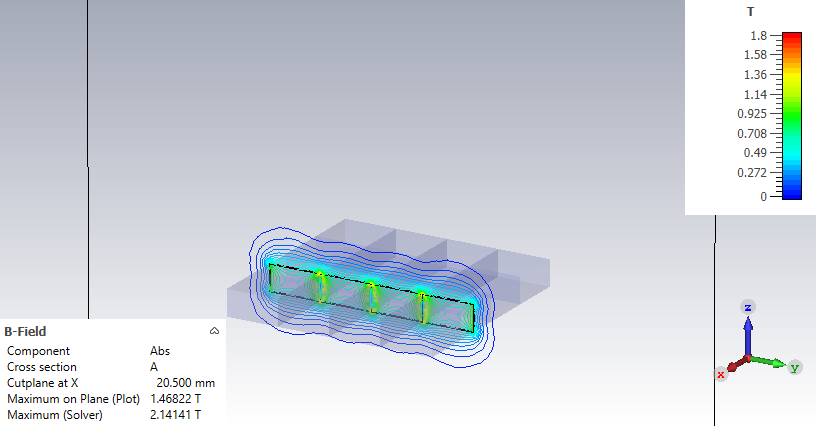 T
1.8
1.58
1.36
1.14
0.925
0.708
0.49
0.272
0
B-Field
Component Abs
Cross section A
Cutplane at X 20.500 mm
Maximum on Plane (Plot) 1.46822 T
Maximum (Solver) 2.14141 T
z
x
y